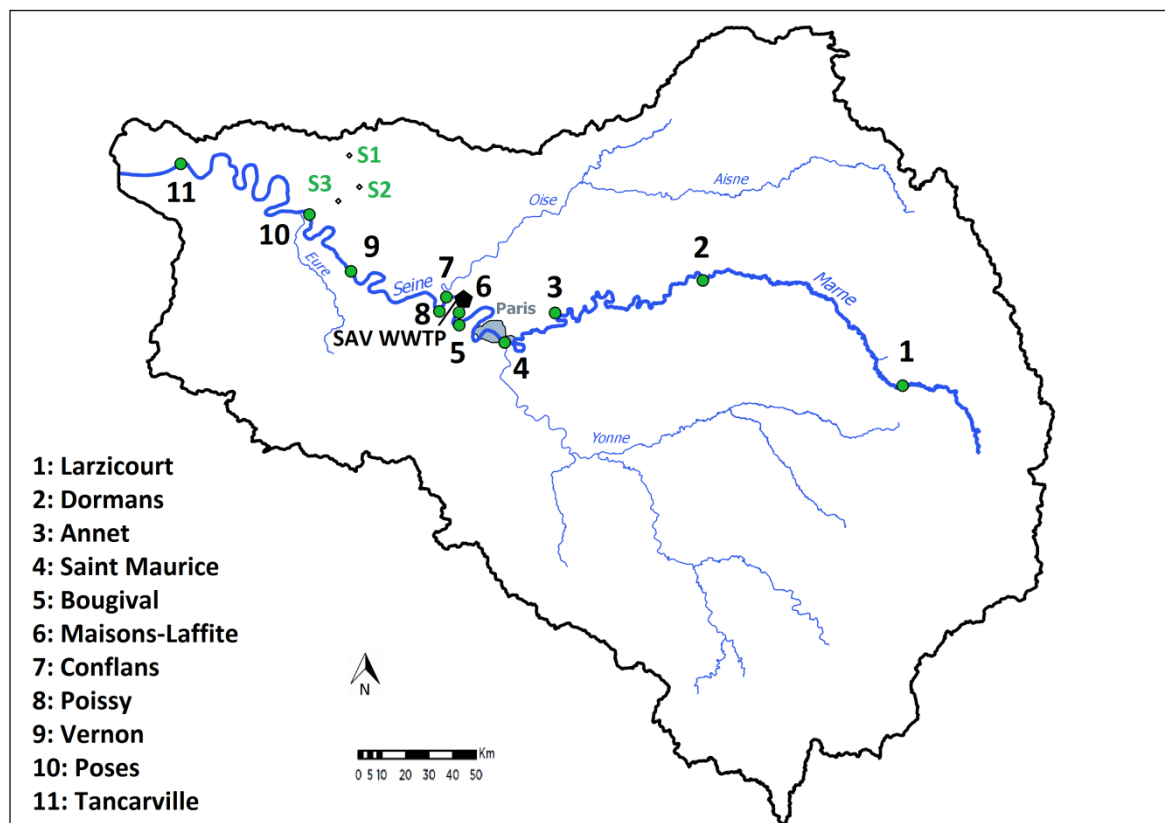 S1
S3
S2
11
Aisne
Oise
10
9
Eure
2
7
Seine
6
3
Marne
Paris
8
SAV WWTP
5
4
1
Yonne
1: Larzicourt
2: Dormans
3: Annet
4: Saint Maurice
5: Bougival
6: Maisons-Laffite
7: Conflans
8: Poissy
9: Vernon
10: Poses
11: Tancarville
N
Km
0 5 10 20 30 40 50